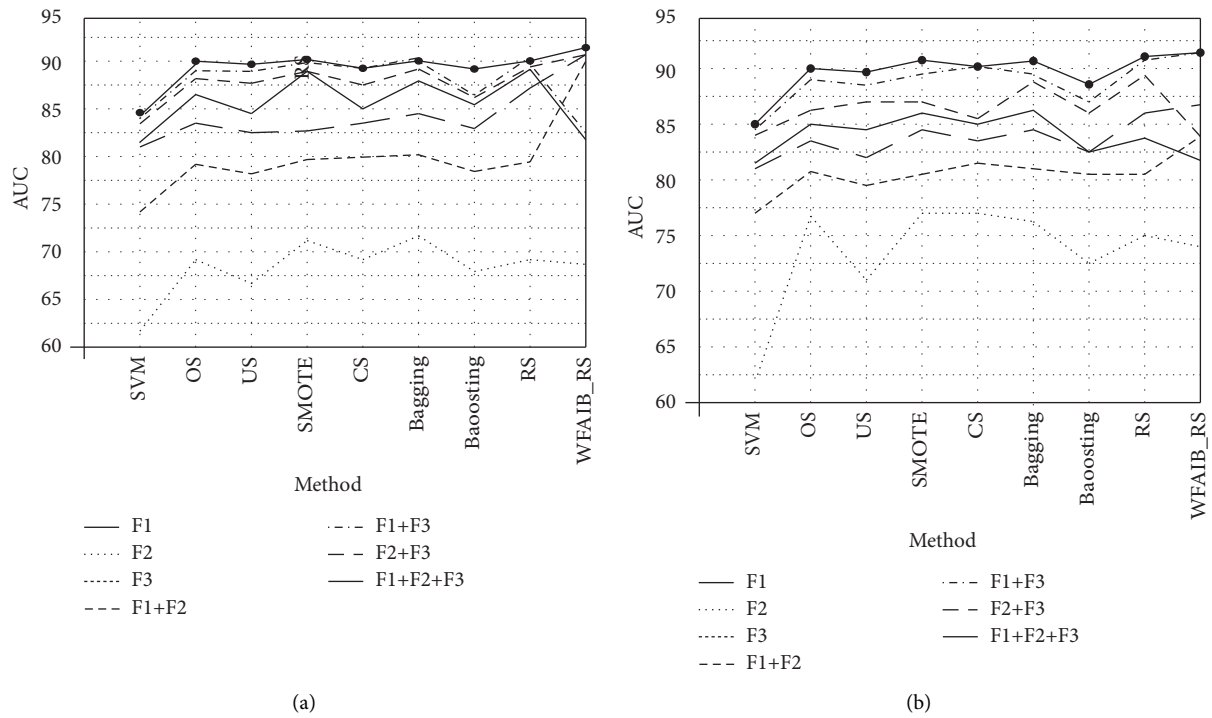 95
90
85
80
75
70
65
60
AUC
SVM
OS
US
SMOTE
CS
Bagging
Baoosting
RS
WFAIB_RS
Method
F1
F2
F3
F1+F2
F1+F3
F2+F3
F1+F2+F3
(a)
95
90
85
80
75
70
65
60
AUC
SVM
OS
US
SMOTE
CS
Bagging
Baoosting
RS
WFAIB_RS
Method
F1
F2
F3
F1+F2
F1+F3
F2+F3
F1+F2+F3
(b)